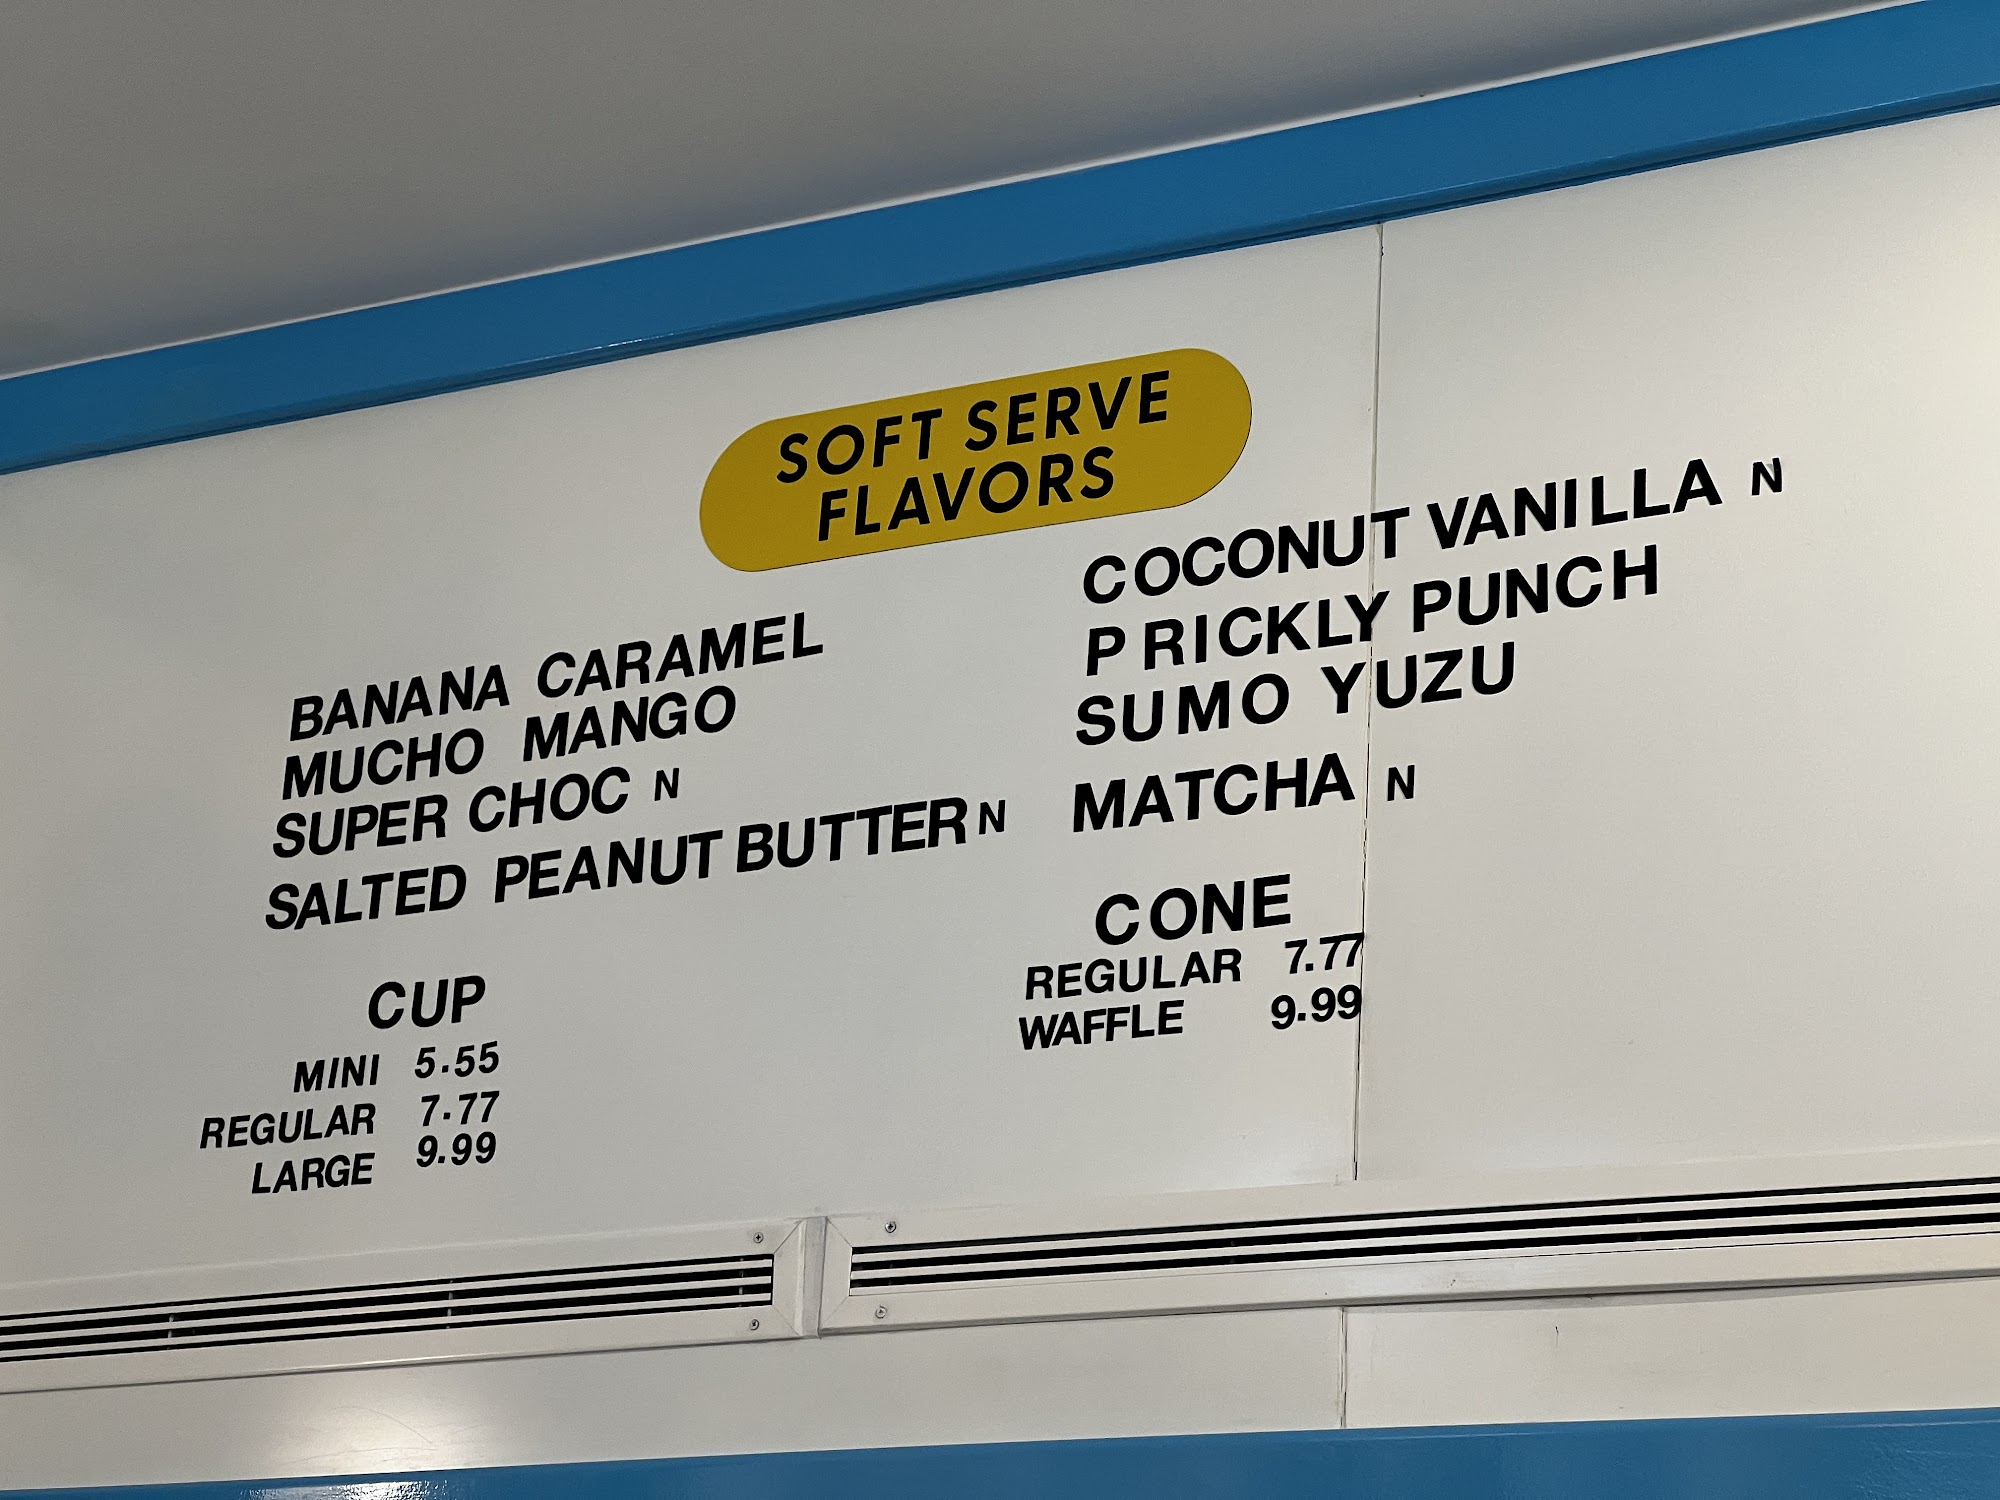 SOFT SERVE
FLAVORS
BANANA CARAMEL
MUCHO MANGO
SUPER CHOC N
SALTED PEANUT BUTTER N
COCONUT VANILLA N
PRICKLY PUNCH
SUMO YUZU
MATCHA N
CUP
MINI 5.55
REGULAR 7.77
LARGE 9.99
CONE
REGULAR 7.77
WAFFLE 9.99